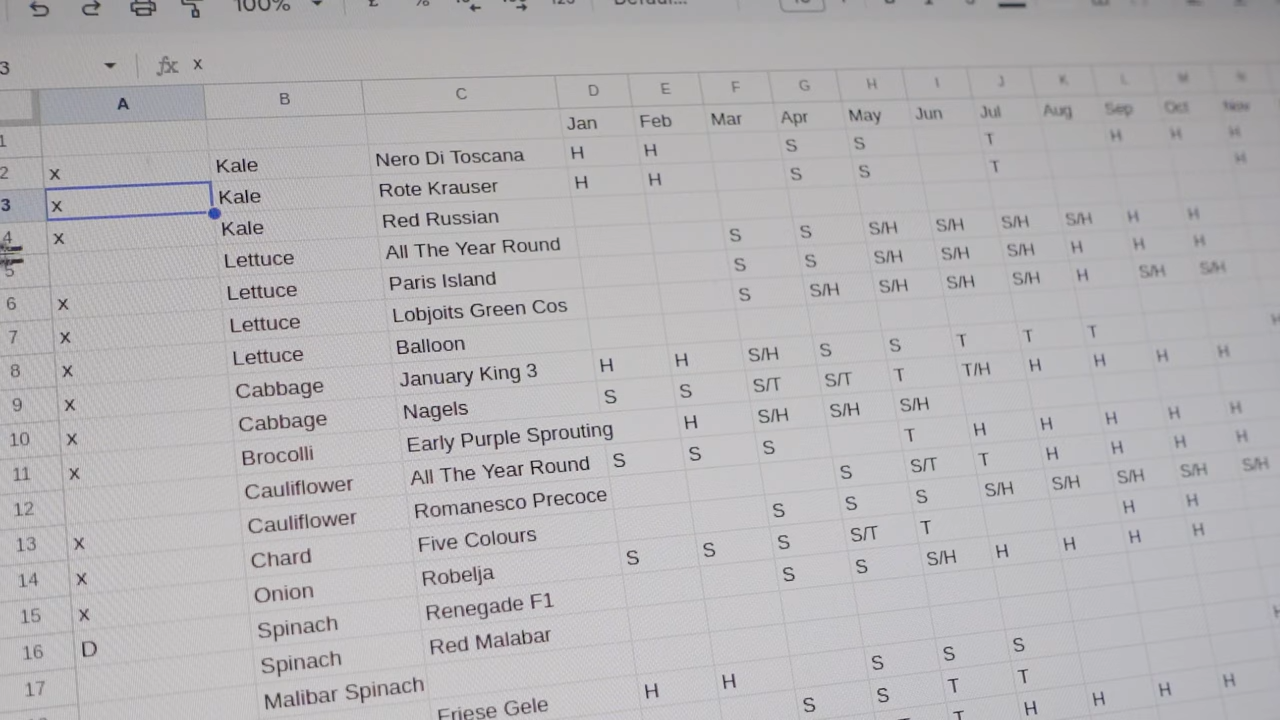 100% £ % 123 Defaul...
3 fx x
A B C D E F G H I J K L M N
1 Jan Feb Mar Apr May Jun Jul Aug Sep Oct Nov
2 x Kale Nero Di Toscana H H S S T H H H
3 x Kale Rote Krauser H H S S T H
4 x Kale Red Russian
5 Lettuce All The Year Round S S S/H S/H S/H S/H H H
6 x Lettuce Paris Island S S S/H S/H S/H H H H
7 x Lettuce Lobjoits Green Cos S S/H S/H S/H S/H H S/H S/H
8 x Lettuce Balloon H
9 x Cabbage January King 3 H H S/H S S T T T
10 x Cabbage Nagels S S S/T S/T T T/H H H H H
11 x Brocolli Early Purple Sprouting H S/H S/H S/H
12 Cauliflower All The Year Round S S S T H H H H H
13 x Cauliflower Romanesco Precoce S S/T T H H H H
14 x Chard Five Colours S S S S/H S/H S/H S/H S/H
15 x Onion Robelja S S S S/T T H H
16 D Spinach Renegade F1 S S S/H H H H H
17 Spinach Red Malabar
Malibar Spinach
Friese Gele H H S S S
S S T T
T H H H H